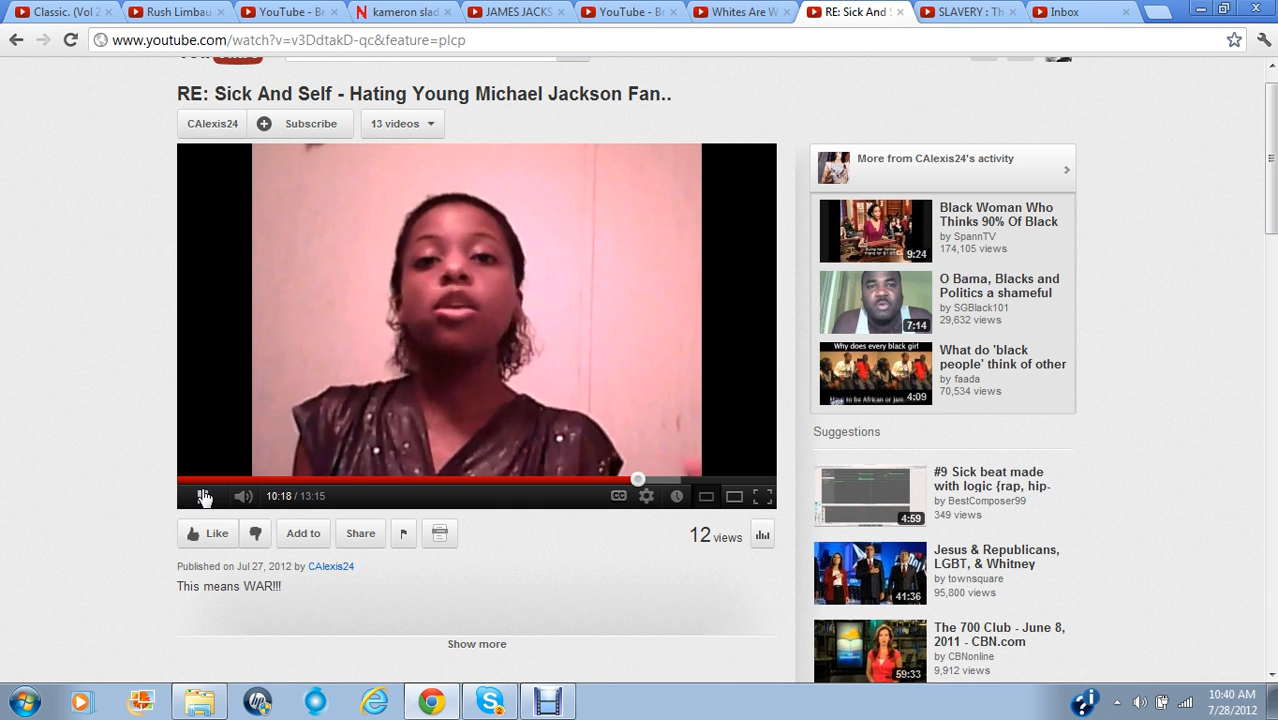 Classic. (Vol 2
Rush Limbau
YouTube - Br
kameron slad
JAMES JACKS
YouTube - Br
Whites Are W
RE: Sick And S
SLAVERY : Th
Inbox
www.youtube.com/watch?v=v3DdtakD-qc&feature=plcp
RE: Sick And Self - Hating Young Michael Jackson Fan..
CAlexis24
Subscribe
13 videos
10:18 / 13:15
CC
Like
Add to
Share
12 views
Published on Jul 27, 2012 by CAlexis24
This means WAR!!!
Show more
More from CAlexis24's activity
Black Woman Who
Thinks 90% Of Black
by SpannTV
174,105 views
9:24
O Bama, Blacks and
Politics a shameful
by SGBlack101
29,632 views
7:14
Why does every black girl
What do 'black
people' think of other
by faada
70,534 views
4:09
Suggestions
#9 Sick beat made
with logic {rap, hip-
by BestComposer99
349 views
4:59
Jesus & Republicans,
LGBT, & Whitney
by townsquare
95,800 views
41:36
The 700 Club - June 8,
2011 - CBN.com
by CBNonline
9,912 views
59:33
10:40 AM
7/28/2012